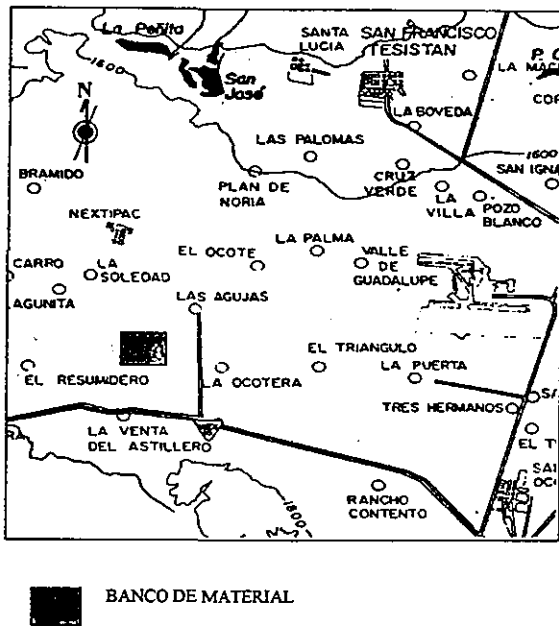 La Peñita
SANTA
LUCIA
SAN FRANCISCO
TESISTAN
1600
San
José
N
LA BOVEDA
LAS PALOMAS
1600
BRAMIDO
PLAN DE
NORIA
CRUZ
VERDE
SAN IGNA
LA
VILLA
POZO
BLANCO
NEXTIPAC
LA PALMA
EL OCOTE
VALLE
DE
GUADALUPE
CARRO
LA
SOLEDAD
AGUNITA
LAS AGUJAS
EL TRIANGULO
LA PUERTA
EL RESUMIDERO
LA OCOTERA
TRES HERMANOS
LA VENTA
DEL ASTILLERO
RANCHO
CONTENTO
1800
BANCO DE MATERIAL